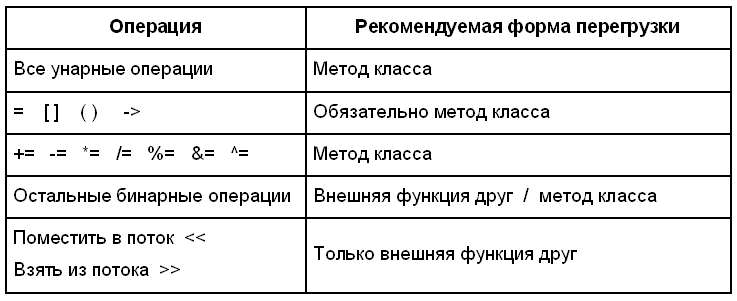 Операция Рекомендуемая форма перегрузки
Все унарные операции Метод класса
= [ ] ( ) -> Обязательно метод класса
+= -= *= /= %= &= ^= Метод класса
Остальные бинарные операции Внешняя функция друг / метод класса
Поместить в поток <<
Взять из потока >>
Только внешняя функция друг